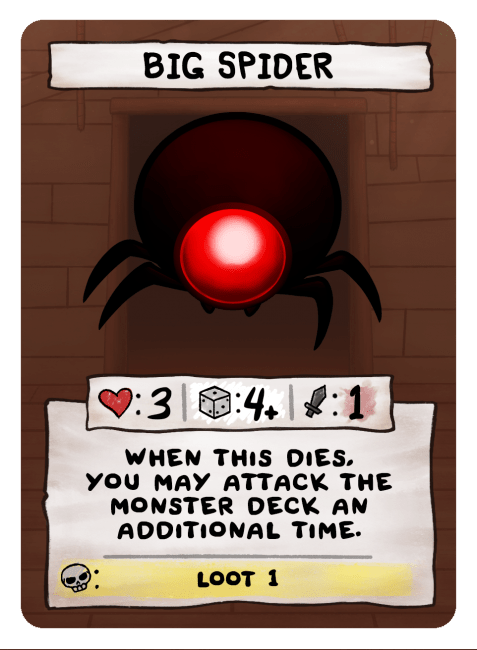 BIG SPIDER
:3 :4+ :1
WHEN THIS DIES,
YOU MAY ATTACK THE
MONSTER DECK AN
ADDITIONAL TIME.
: LOOT 1